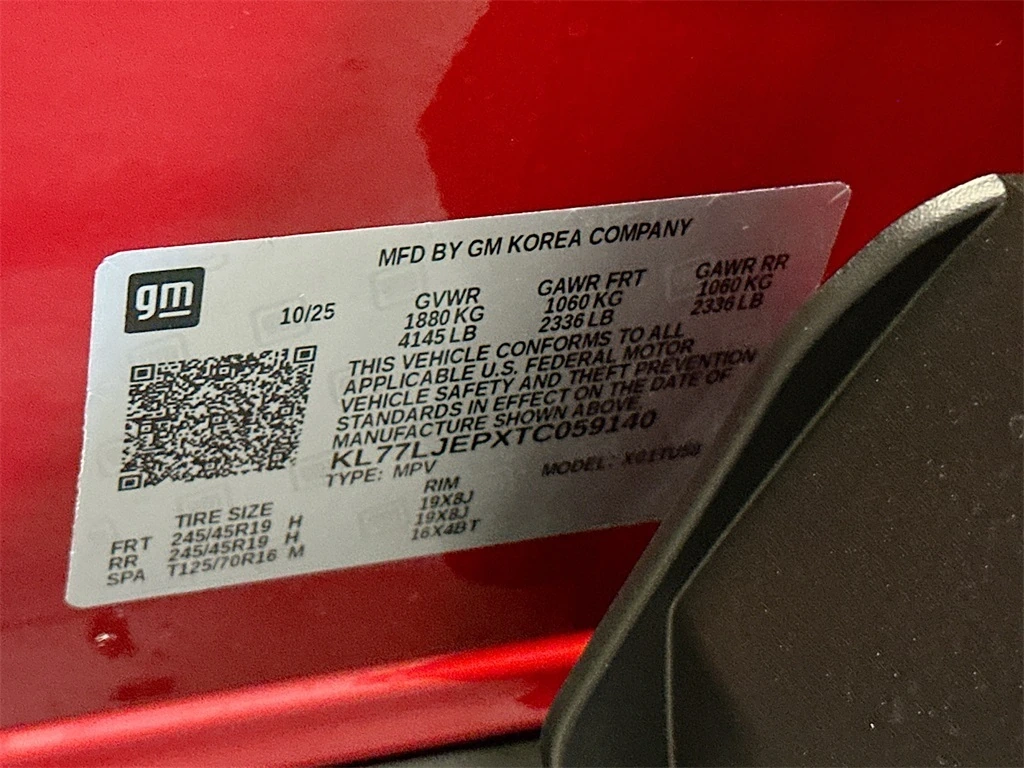 MFD BY GM KOREA COMPANY
gm
10/25
GVWR GAWR FRT GAWR RR
1880 KG 1060 KG 1060 KG
4145 LB 2336 LB 2336 LB
THIS VEHICLE CONFORMS TO ALL
APPLICABLE U.S. FEDERAL MOTOR
VEHICLE SAFETY AND THEFT PREVENTION
STANDARDS IN EFFECT ON THE DATE OF
MANUFACTURE SHOWN ABOVE.
KL77LJEPXTC059140
TYPE: MPV MODEL: X01TU58
TIRE SIZE RIM
FRT 245/45R19 H 19X8J
RR 245/45R19 H 19X8J
SPA T125/70R16 M 16X4BT